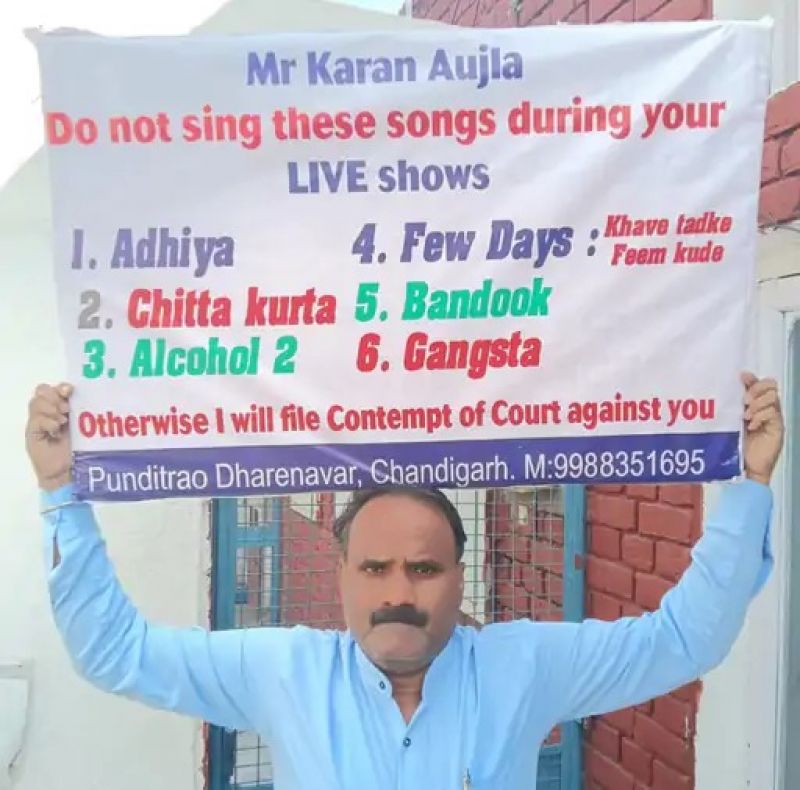 Mr Karan Aujla
Do not sing these songs during your
LIVE shows
1. Adhiya
2. Chitta kurta
3. Alcohol 2
4. Few Days : Khave tadke Feem kude
5. Bandook
6. Gangsta
Otherwise I will file Contempt of Court against you
Punditrao Dharenavar, Chandigarh. M:9988351695